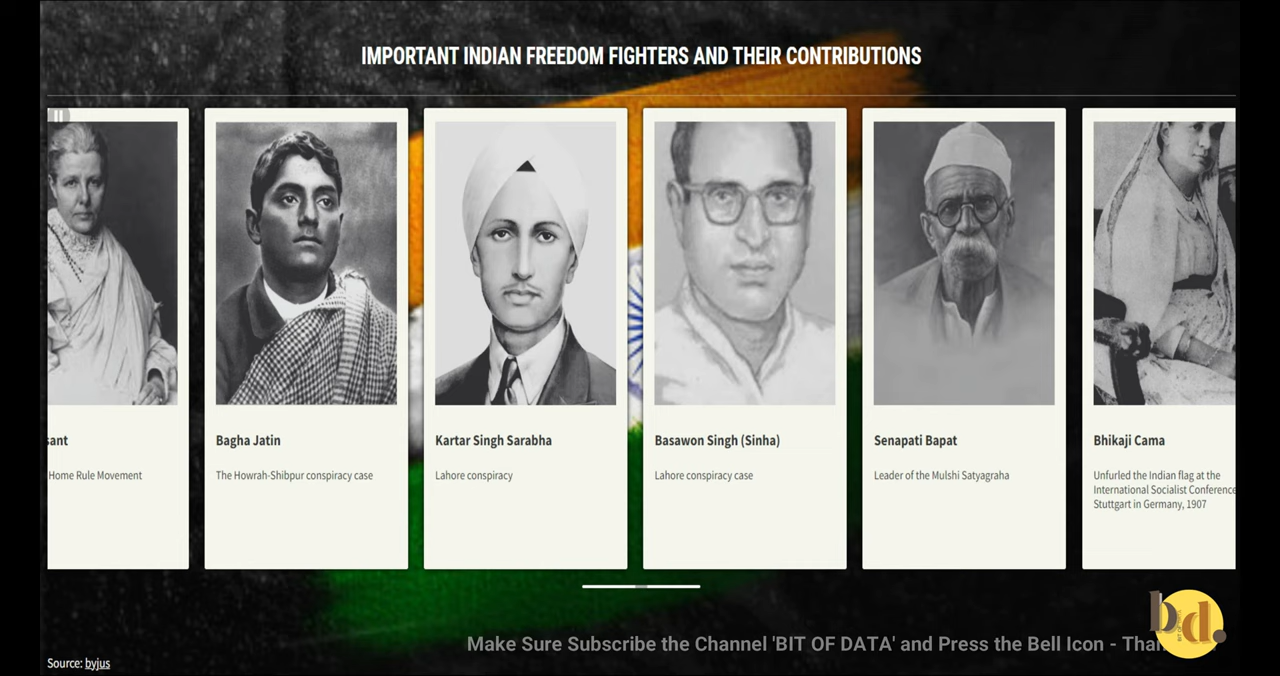 IMPORTANT INDIAN FREEDOM FIGHTERS AND THEIR CONTRIBUTIONS
sant
Home Rule Movement
Bagha Jatin
The Howrah-Shibpur conspiracy case
Kartar Singh Sarabha
Lahore conspiracy
Basawon Singh (Sinha)
Lahore conspiracy case
Senapati Bapat
Leader of the Mulshi Satyagraha
Bhikaji Cama
Unfurled the Indian flag at the
International Socialist Conference
Stuttgart in Germany, 1907
Make Sure Subscribe the Channel 'BIT OF DATA' and Press the Bell Icon - Tha
bd.
Source: byjus